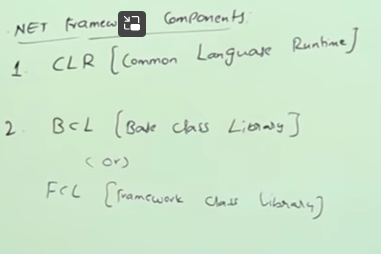 .NET Framew Components:
1. CLR [Common Language Runtime]
2. BCL [Base Class Library]
(or)
FCL [Framework Class Library]